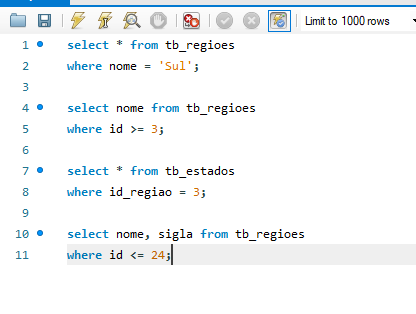 Limit to 1000 rows
1 select * from tb_regioes
2 where nome = 'Sul';
3
4 select nome from tb_regioes
5 where id >= 3;
6
7 select * from tb_estados
8 where id_regiao = 3;
9
10 select nome, sigla from tb_regioes
11 where id <= 24;